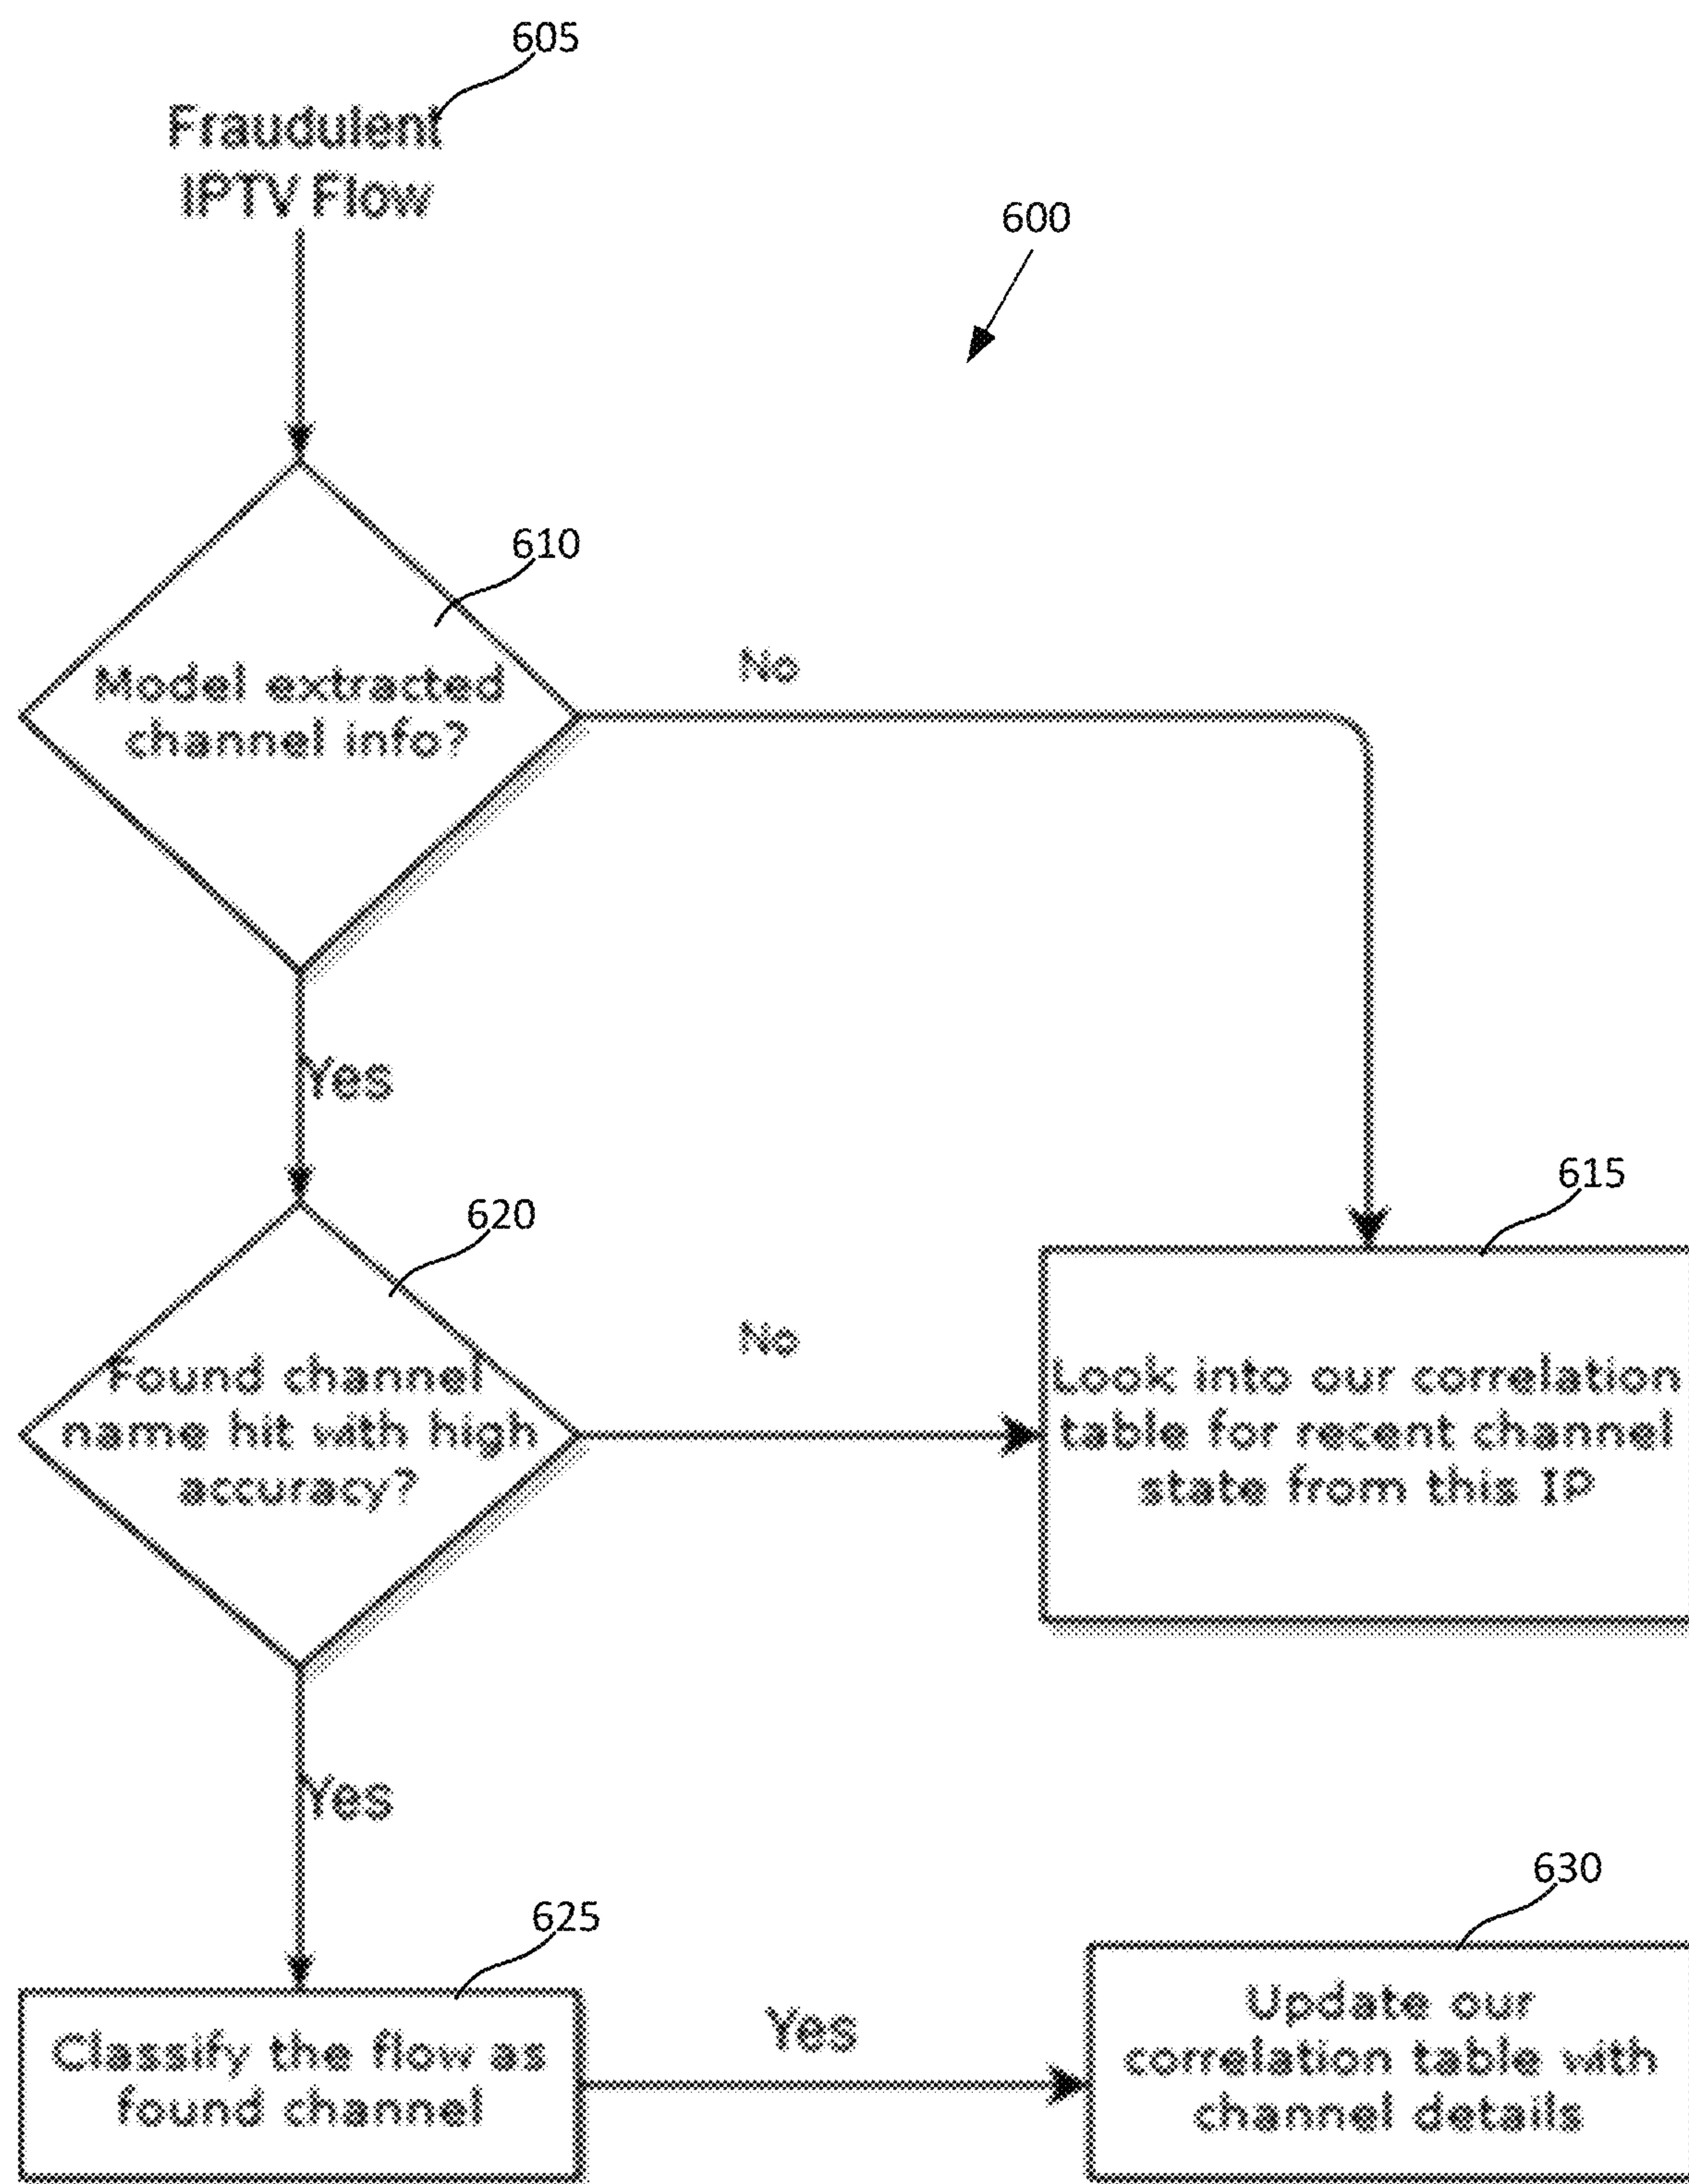 605
Fraudulent
IPTV Flow
600
610
Model extracted
channel info?
No
Yes
615
620
Found channel
name hit with high
accuracy?
No
Look into our correlation
table for recent channel
state from this IP
Yes
630
625
Classify the flow as
found channel
Yes
Update our
correlation table with
channel details